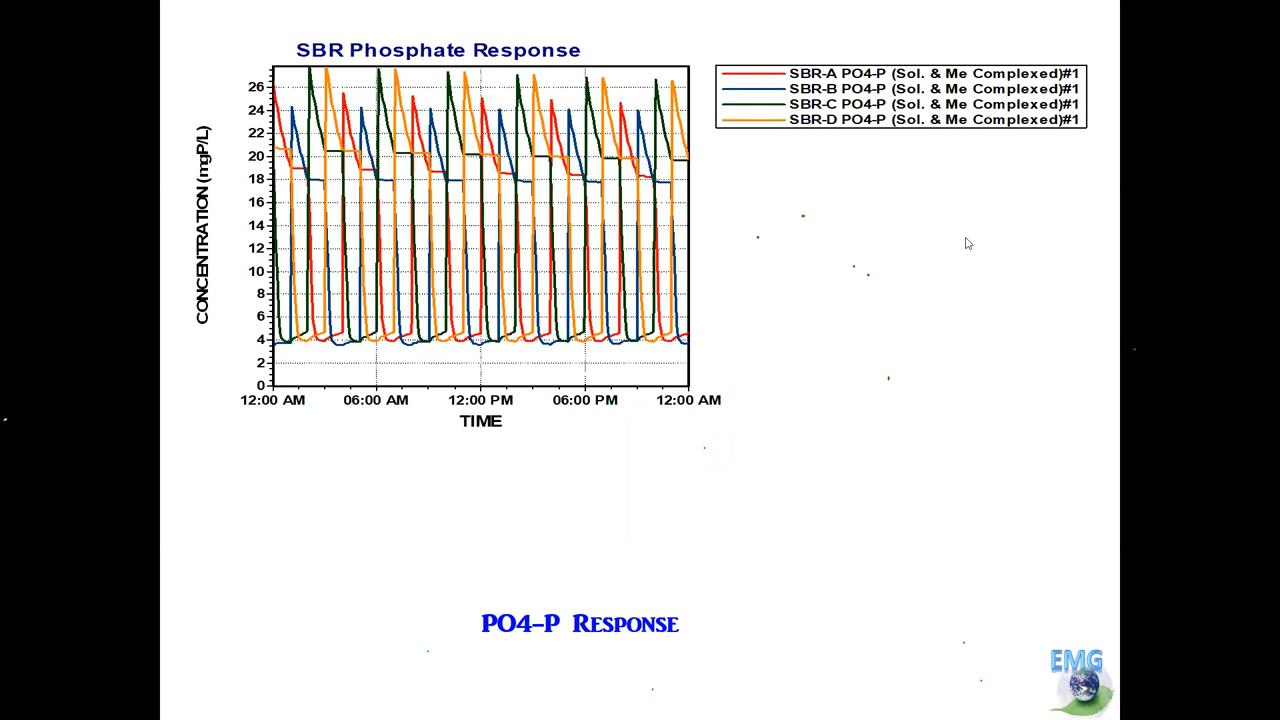 SBR Phosphate Response
SBR-A PO4-P (Sol. & Me Complexed)#1
SBR-B PO4-P (Sol. & Me Complexed)#1
SBR-C PO4-P (Sol. & Me Complexed)#1
SBR-D PO4-P (Sol. & Me Complexed)#1
CONCENTRATION (mgP/L)
26
24
22
20
18
16
14
12
10
8
6
4
2
0
12:00 AM 06:00 AM 12:00 PM 06:00 PM 12:00 AM
TIME
PO4-P RESPONSE
EMG